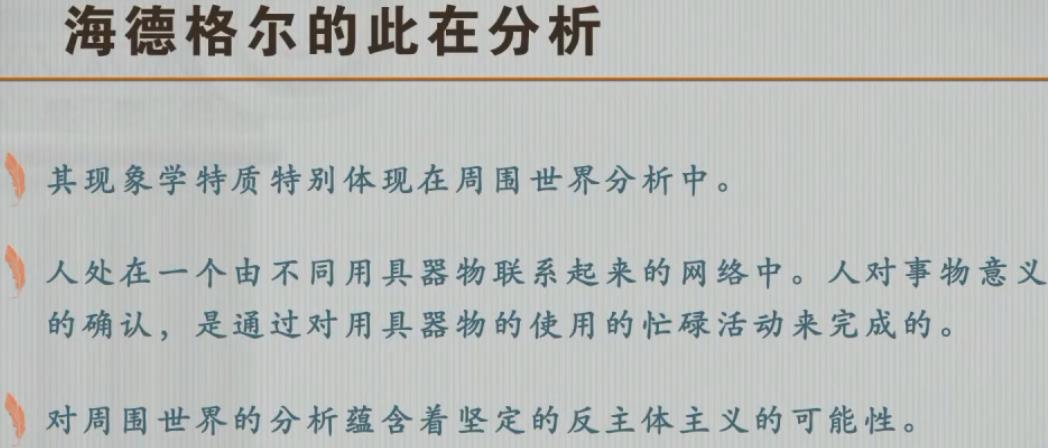 海德格尔的此在分析
其现象学特质特别体现在周围世界分析中。
人处在一个由不同用具器物联系起来的网络中。人对事物意义
的确认，是通过对用具器物的使用的忙碌活动来完成的。
对周围世界的分析蕴含着坚定的反主体主义的可能性。